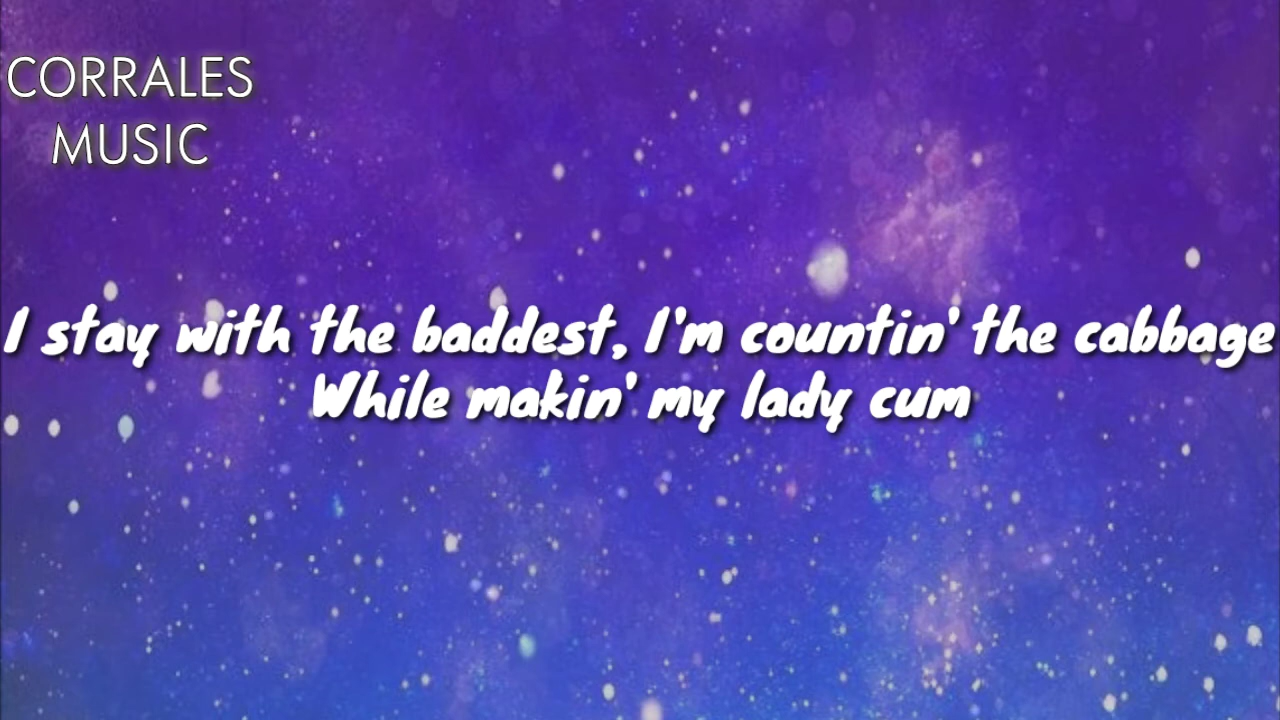 CORRALES
MUSIC
I stay with the baddest, I'm countin' the cabbage
While makin' my lady cum